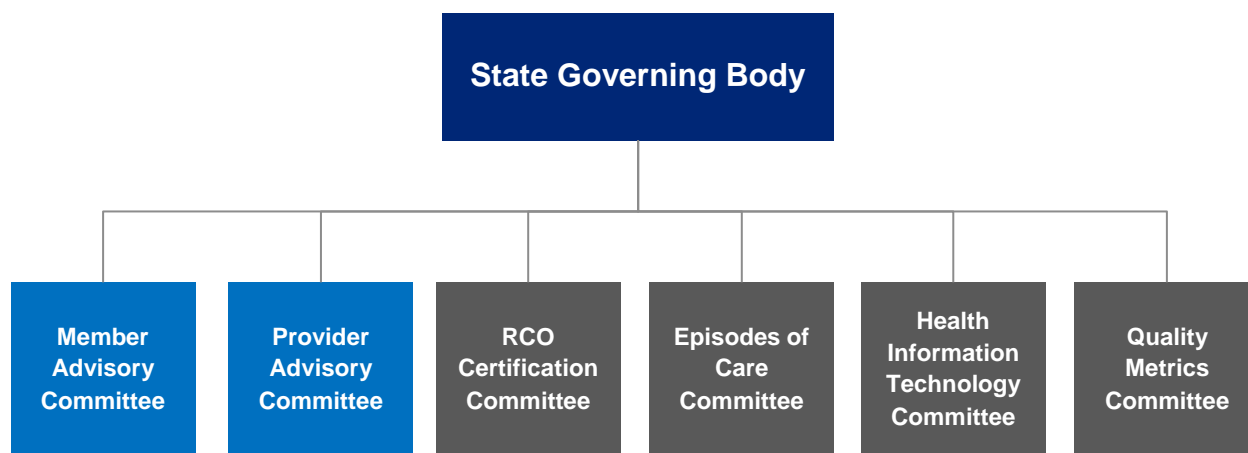 State Governing Body
Member
Advisory
Committee
Provider
Advisory
Committee
RCO
Certification
Committee
Episodes of
Care
Committee
Health
Information
Technology
Committee
Quality
Metrics
Committee